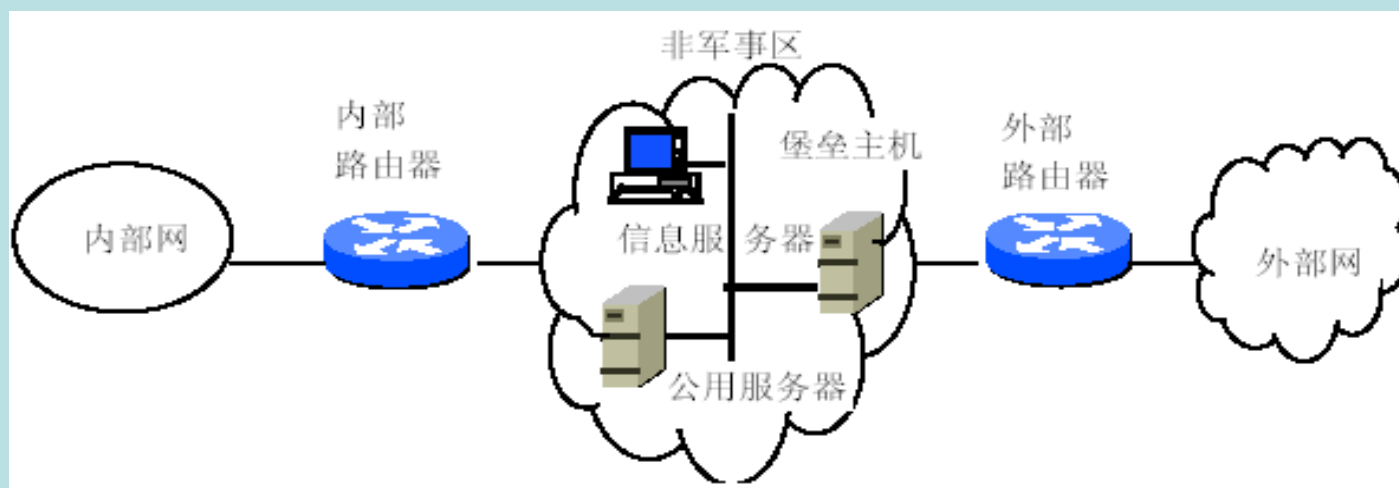 非军事区
内部
路由器
堡垒主机
外部
路由器
内部网
信息服务器
外部网
公用服务器